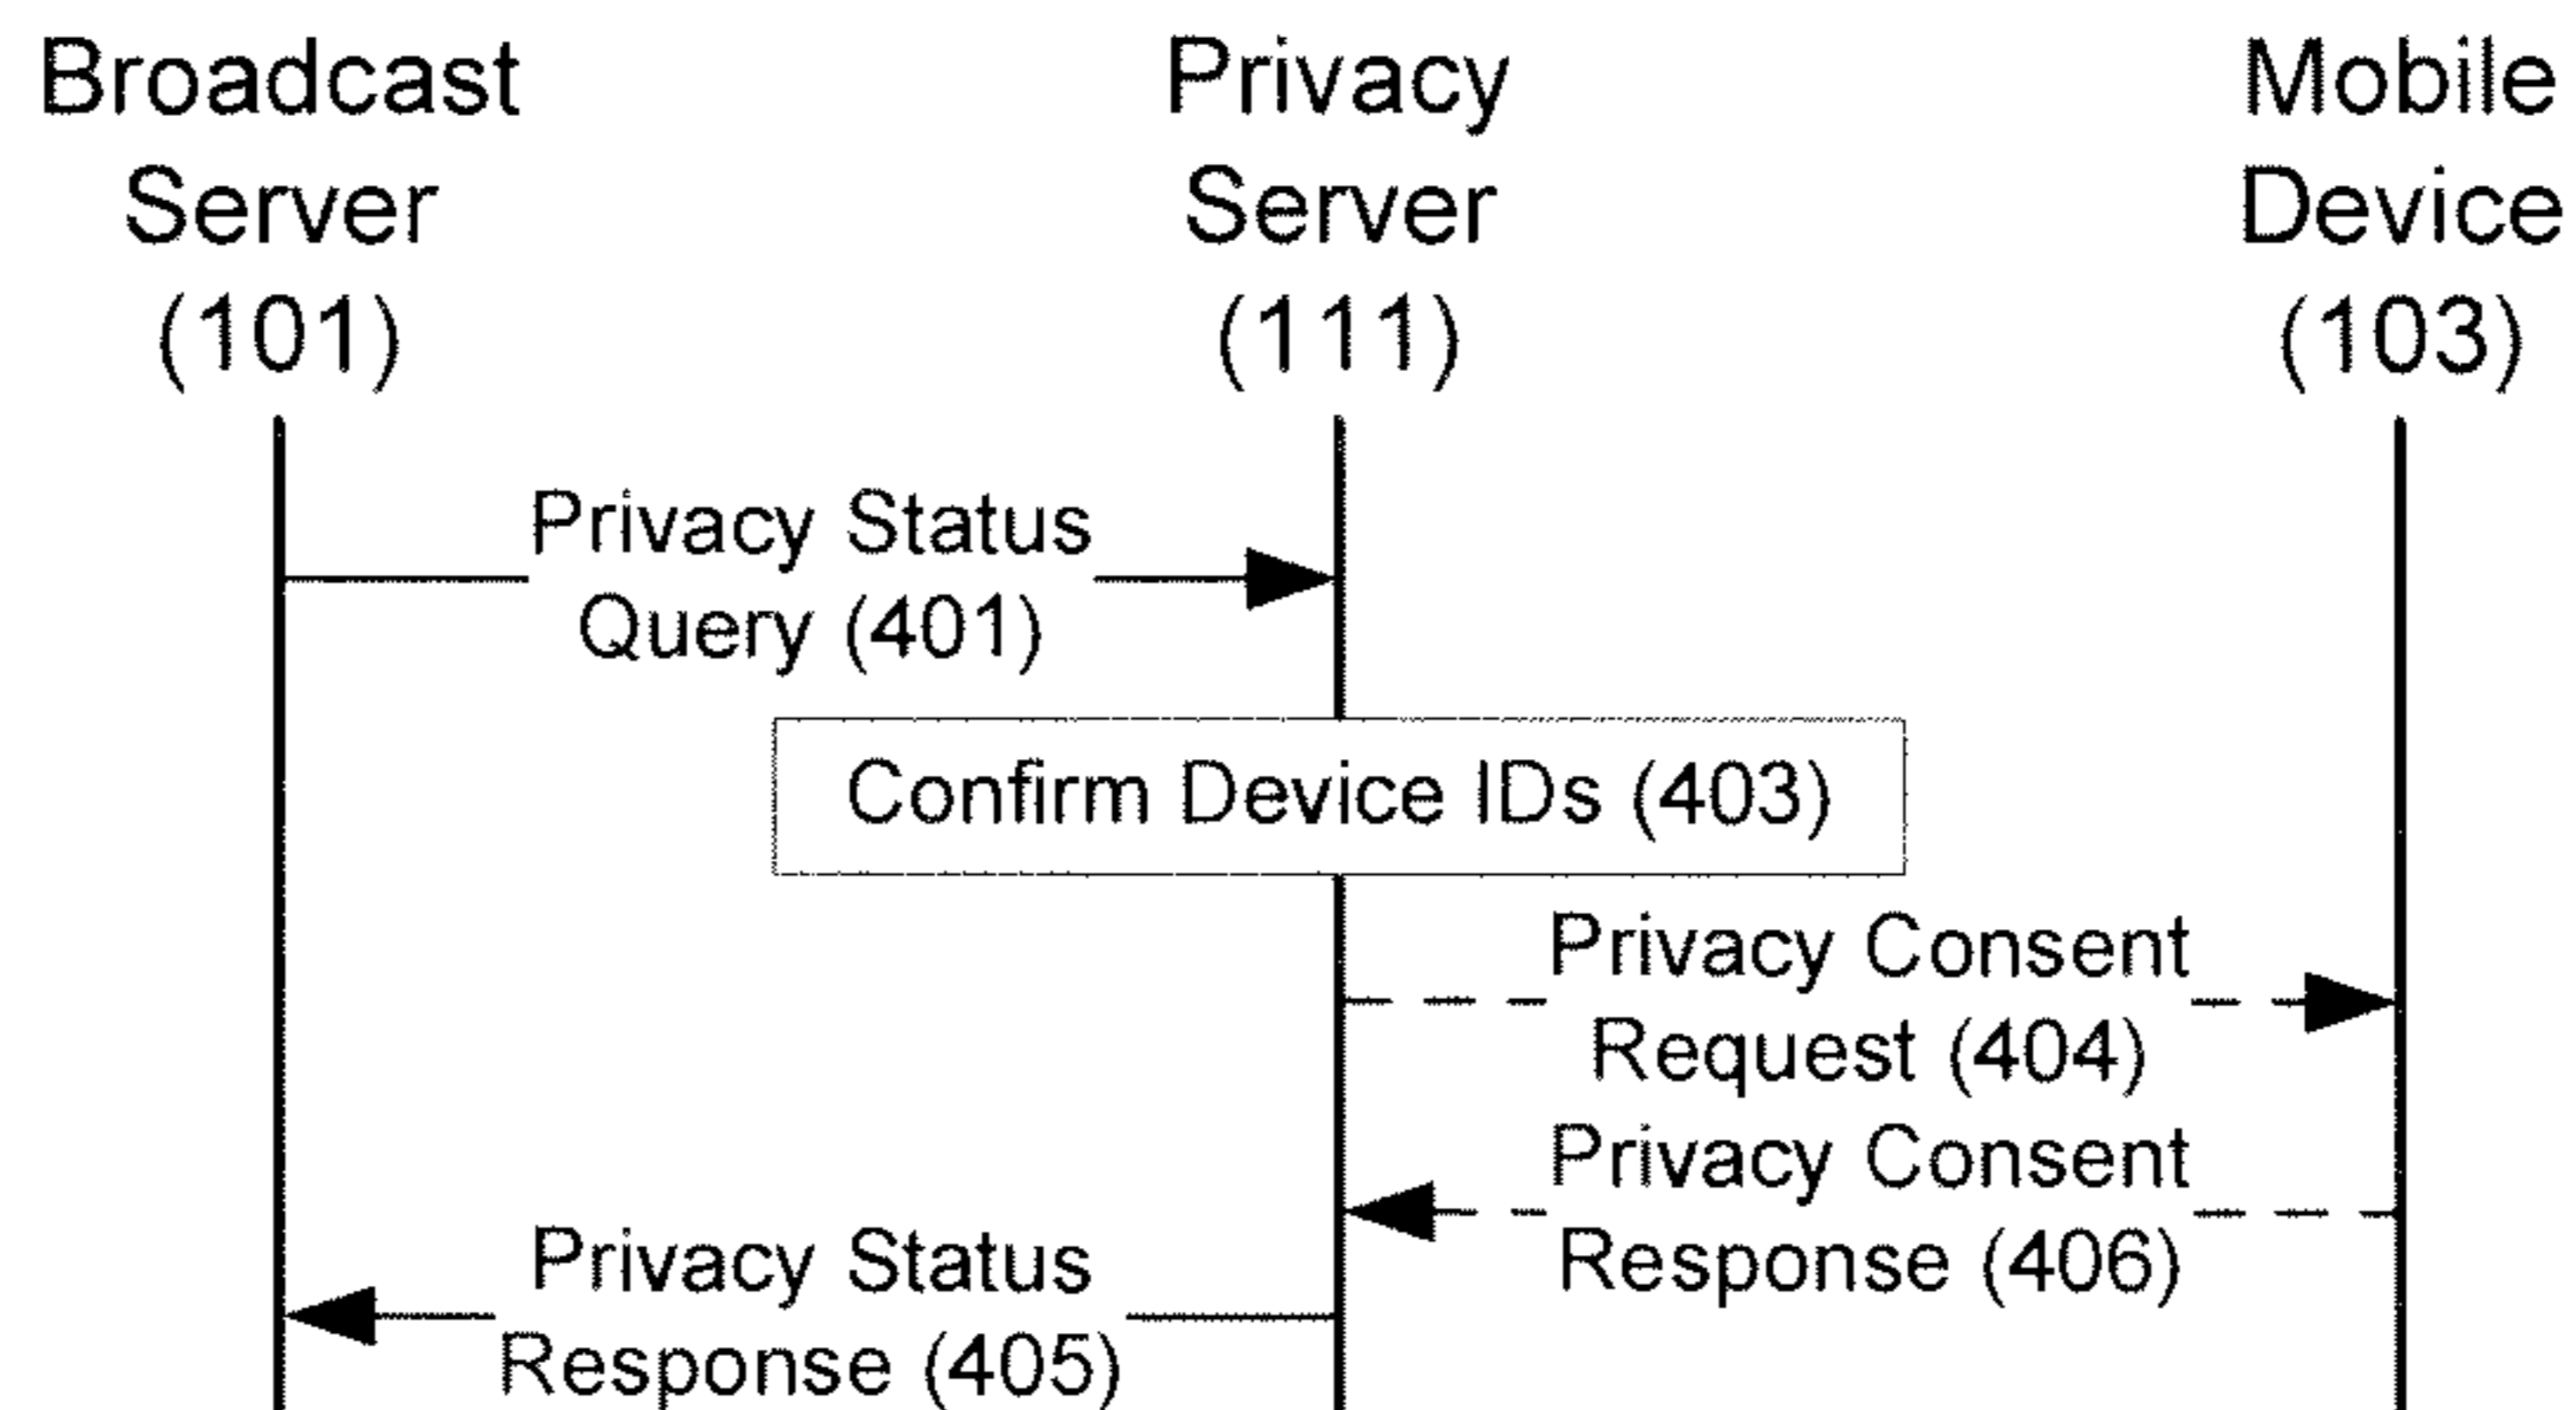 Broadcast
Server
(101)
Privacy
Server
(111)
Mobile
Device
(103)
Privacy Status
Query (401)
Confirm Device IDs (403)
Privacy Consent
Request (404)
Privacy Consent
Response (406)
Privacy Status
Response (405)